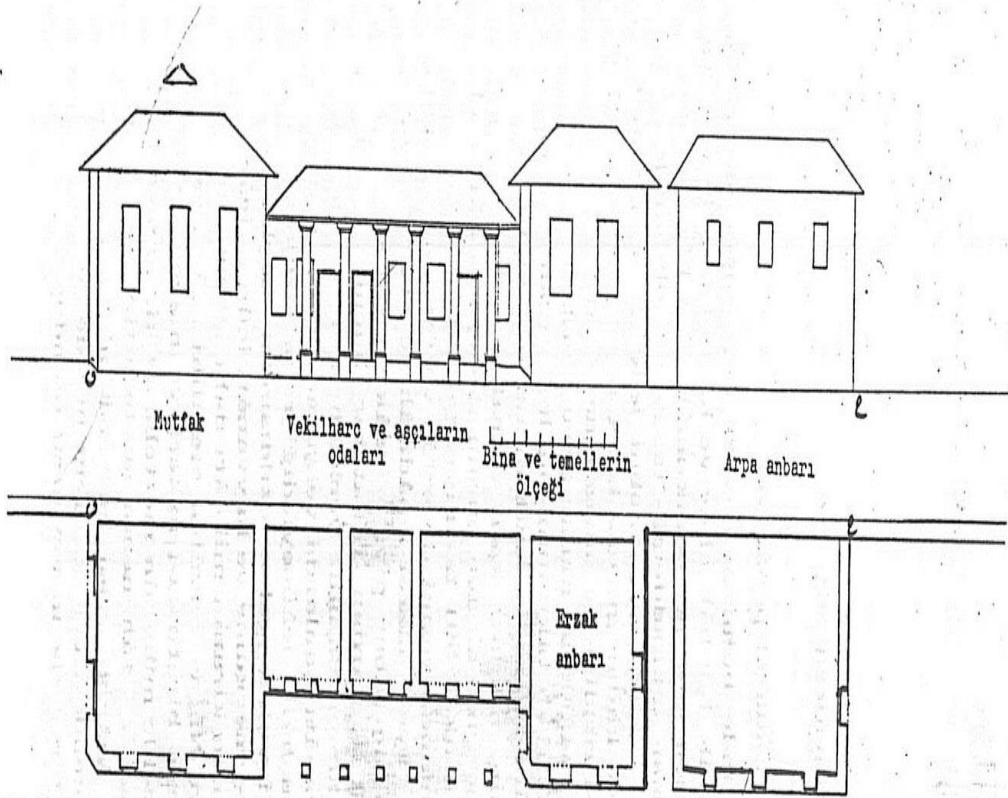 Mutfak
Vekilharc ve aşçıların
odaları
Bina ve temellerin
ölçeği
Arpa anbarı
Erzak
anbarı